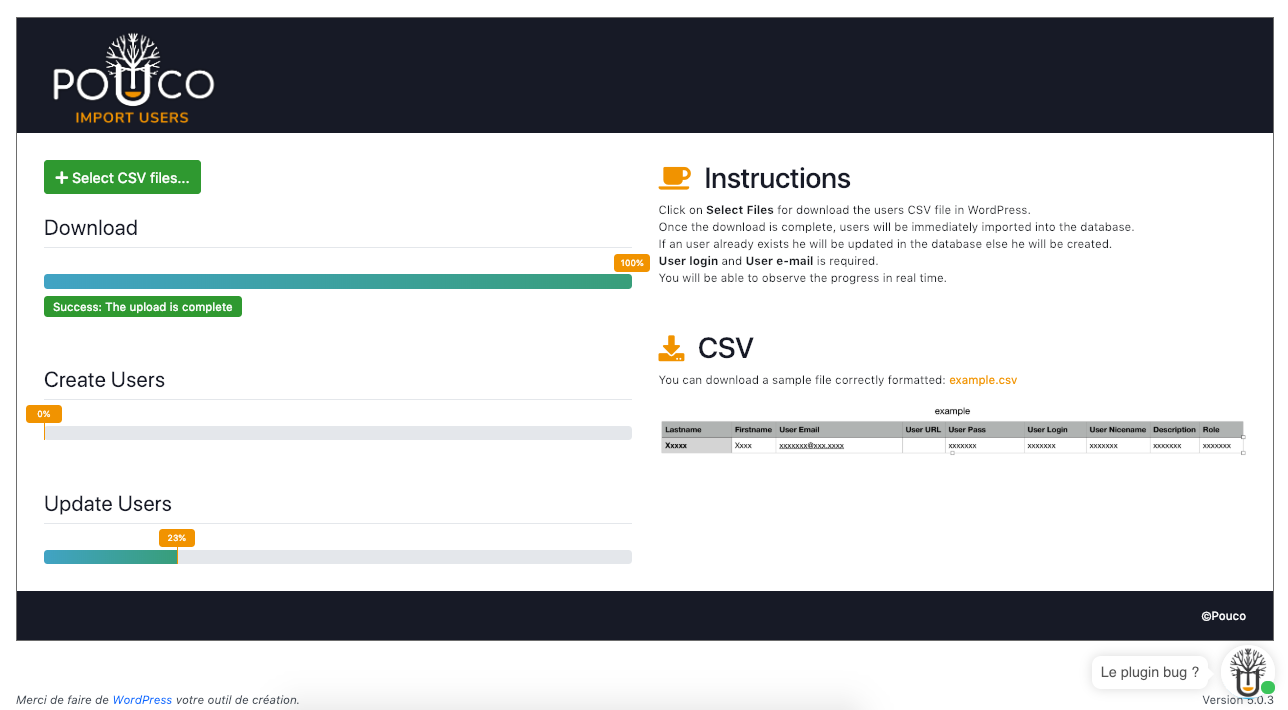 POUCO
IMPORT USERS
Select CSV files...
Download
100%
Success: The upload is complete
Create Users
0%
Update Users
23%
Instructions
Click on Select Files for download the users CSV file in WordPress.
Once the download is complete, users will be immediately imported into the database.
If an user already exists he will be updated in the database else he will be created.
User login and User e-mail is required.
You will be able to observe the progress in real time.
CSV
You can download a sample file correctly formatted: example.csv
example
Lastname Firstname User Email User URL User Pass User Login User Nicename Description Role
Xxxxx Xxxx xxxxxxx@xxx.xxxx xxxxxxx xxxxxxx xxxxxxx xxxxxxx xxxxxxx
©Pouco
Le plugin bug ?
Merci de faire de WordPress votre outil de création.
Version 5.0.3